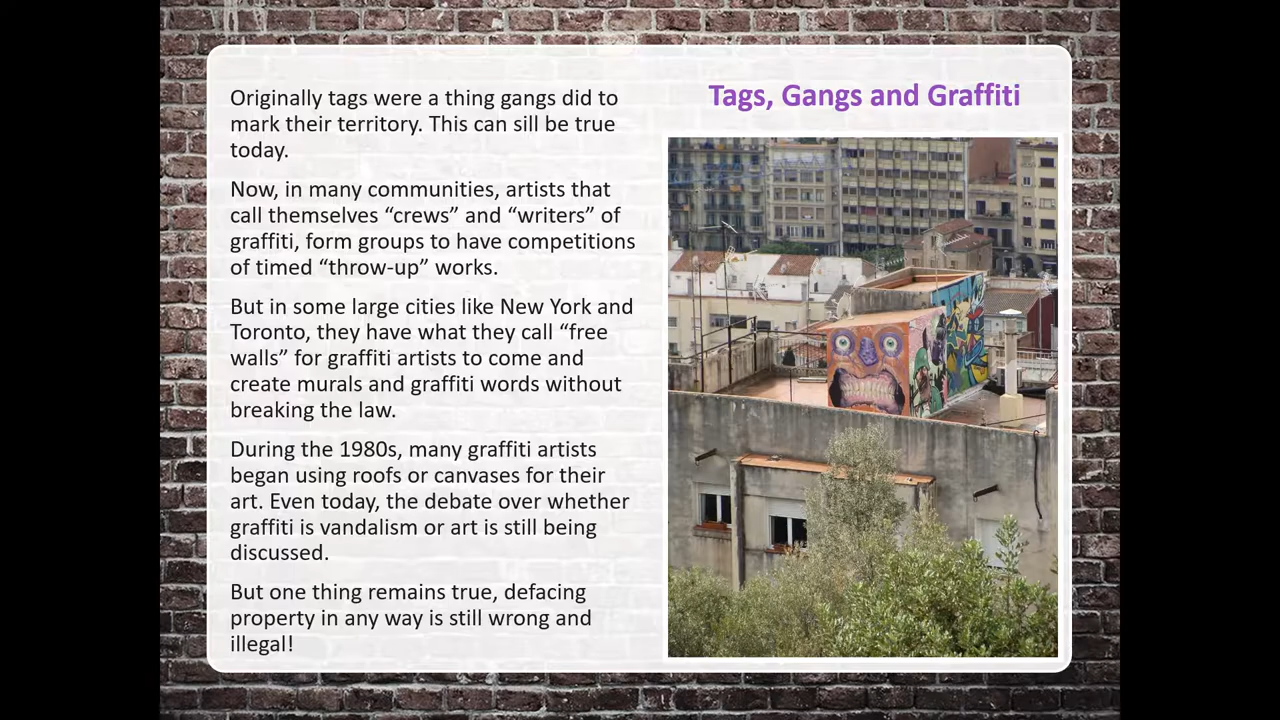 Tags, Gangs and Graffiti
Originally tags were a thing gangs did to
mark their territory. This can sill be true
today.
Now, in many communities, artists that
call themselves “crews” and “writers” of
graffiti, form groups to have competitions
of timed “throw-up” works.
But in some large cities like New York and
Toronto, they have what they call “free
walls” for graffiti artists to come and
create murals and graffiti words without
breaking the law.
During the 1980s, many graffiti artists
began using roofs or canvases for their
art. Even today, the debate over whether
graffiti is vandalism or art is still being
discussed.
But one thing remains true, defacing
property in any way is still wrong and
illegal!